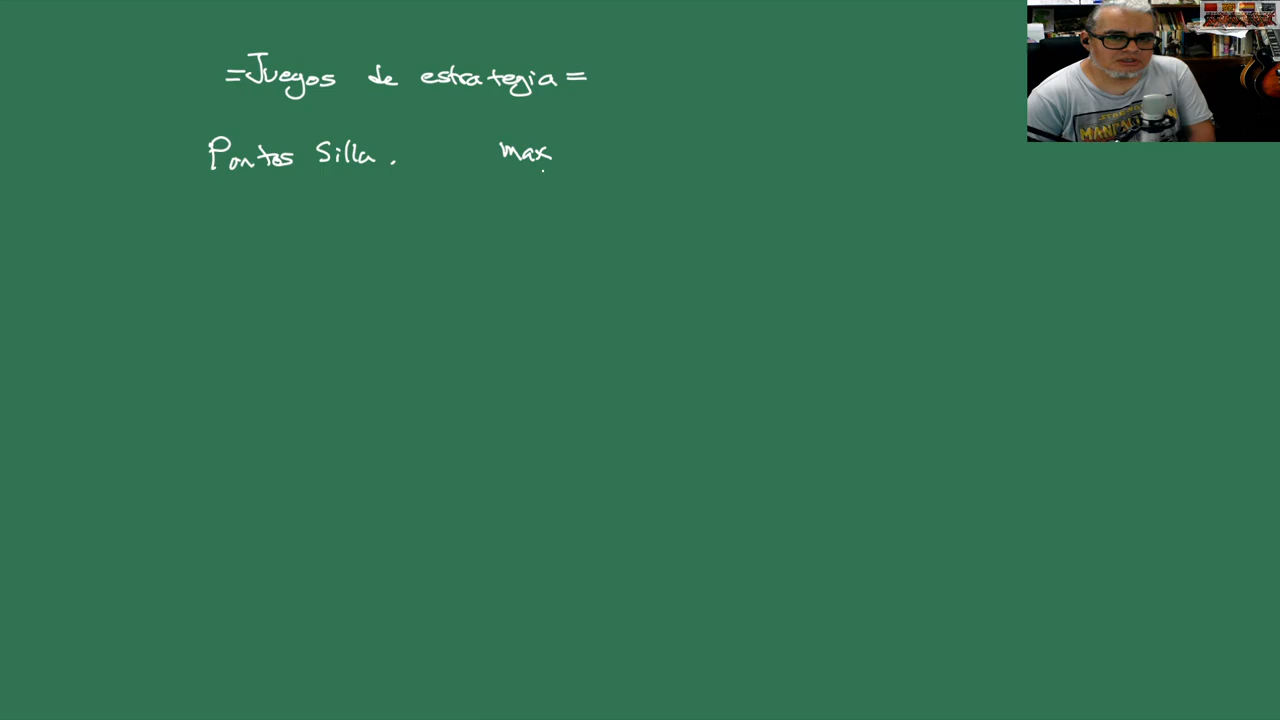 =Juegos de estrategia=
Pontos Silla. max